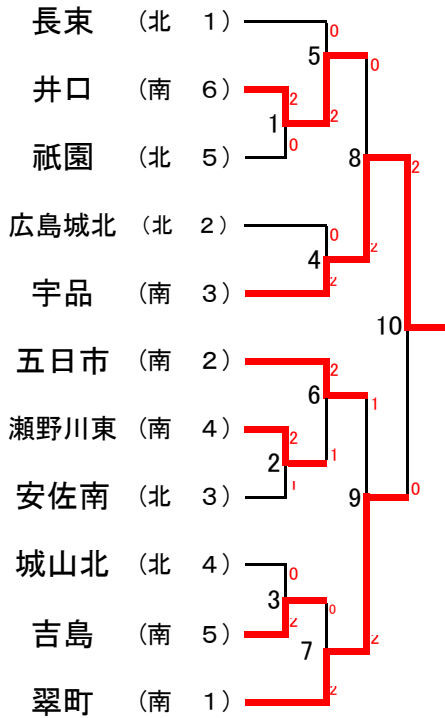 長束 (北 1)
0
5
0
井口 (南 6)
2
1
2
0
祇園 (北 5)
8
2
広島城北 (北 2)
0
4
2
2
宇品 (南 3)
10
五日市 (南 2)
2
6
1
瀬野川東 (南 4)
2
2
1
1
安佐南 (北 3)
9
0
城山北 (北 4)
0
3
0
2
吉島 (南 5)
7
2
2
翠町 (南 1)